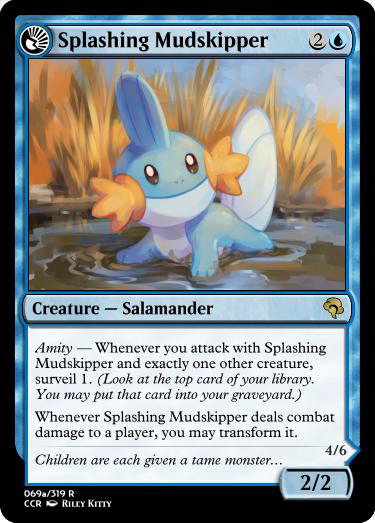 Splashing Mudskipper 2
Creature — Salamander
Amity — Whenever you attack with Splashing
Mudskipper and exactly one other creature,
surveil 1. (Look at the top card of your library.
You may put that card into your graveyard.)
Whenever Splashing Mudskipper deals combat
damage to a player, you may transform it.
4/6
Children are each given a tame monster...
2/2
069a/319 R
CCR Riley Kitty